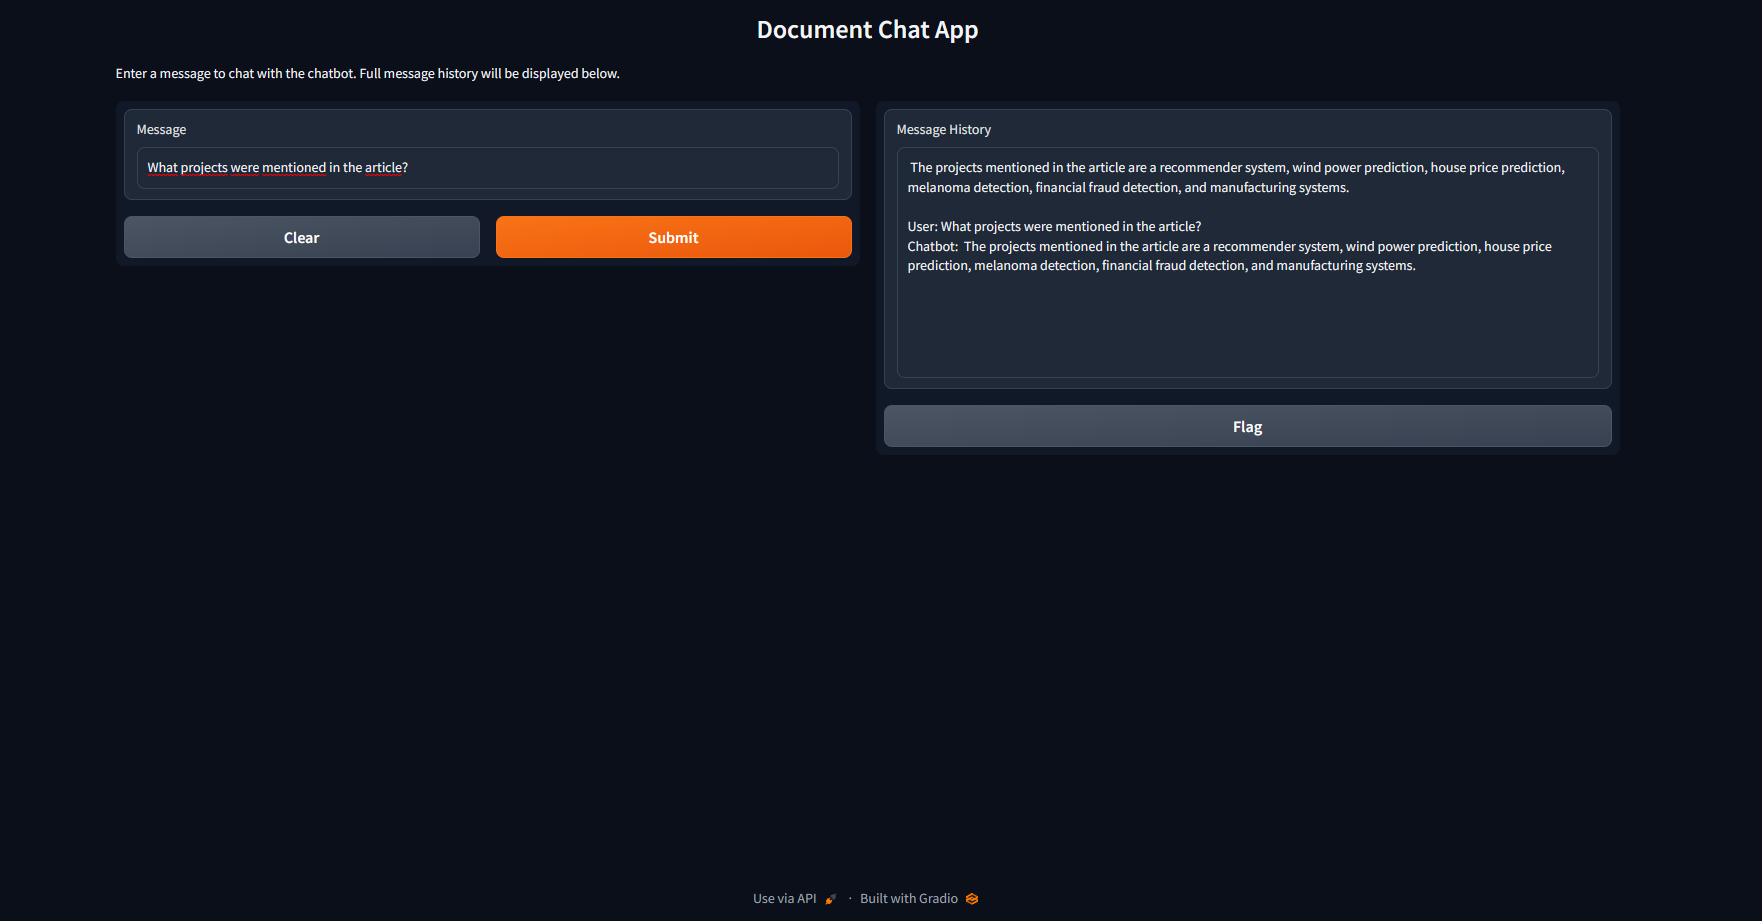 Document Chat App
Enter a message to chat with the chatbot. Full message history will be displayed below.
Message
What projects were mentioned in the article?
Clear
Submit
Message History
The projects mentioned in the article are a recommender system, wind power prediction, house price prediction,
melanoma detection, financial fraud detection, and manufacturing systems.
User: What projects were mentioned in the article?
Chatbot:  The projects mentioned in the article are a recommender system, wind power prediction, house price
prediction, melanoma detection, financial fraud detection, and manufacturing systems.
Flag
Use via API · Built with Gradio